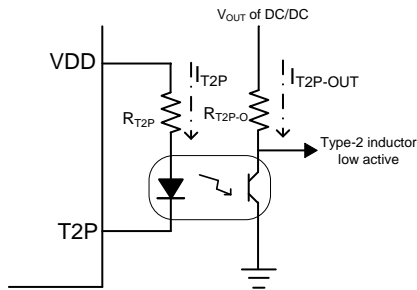 VOUT of DC/DC
VDD
IT2P
IT2P-OUT
RT2P
RT2P-O
Type-2 inductor
low active
T2P